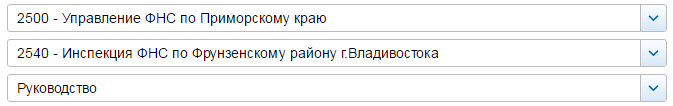 2500 - Управление ФНС по Приморскому краю
2540 - Инспекция ФНС по Фрунзенскому району г.Владивостока
Руководство